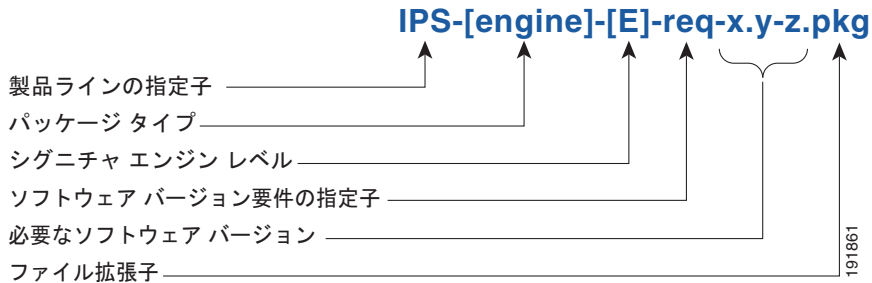 IPS-[engine]-[E]-req-x.y-z.pkg
製品ラインの指定子
パッケージ タイプ
シグニチャ エンジン レベル
ソフトウェア バージョン要件の指定子
必要なソフトウェア バージョン
ファイル拡張子
191861